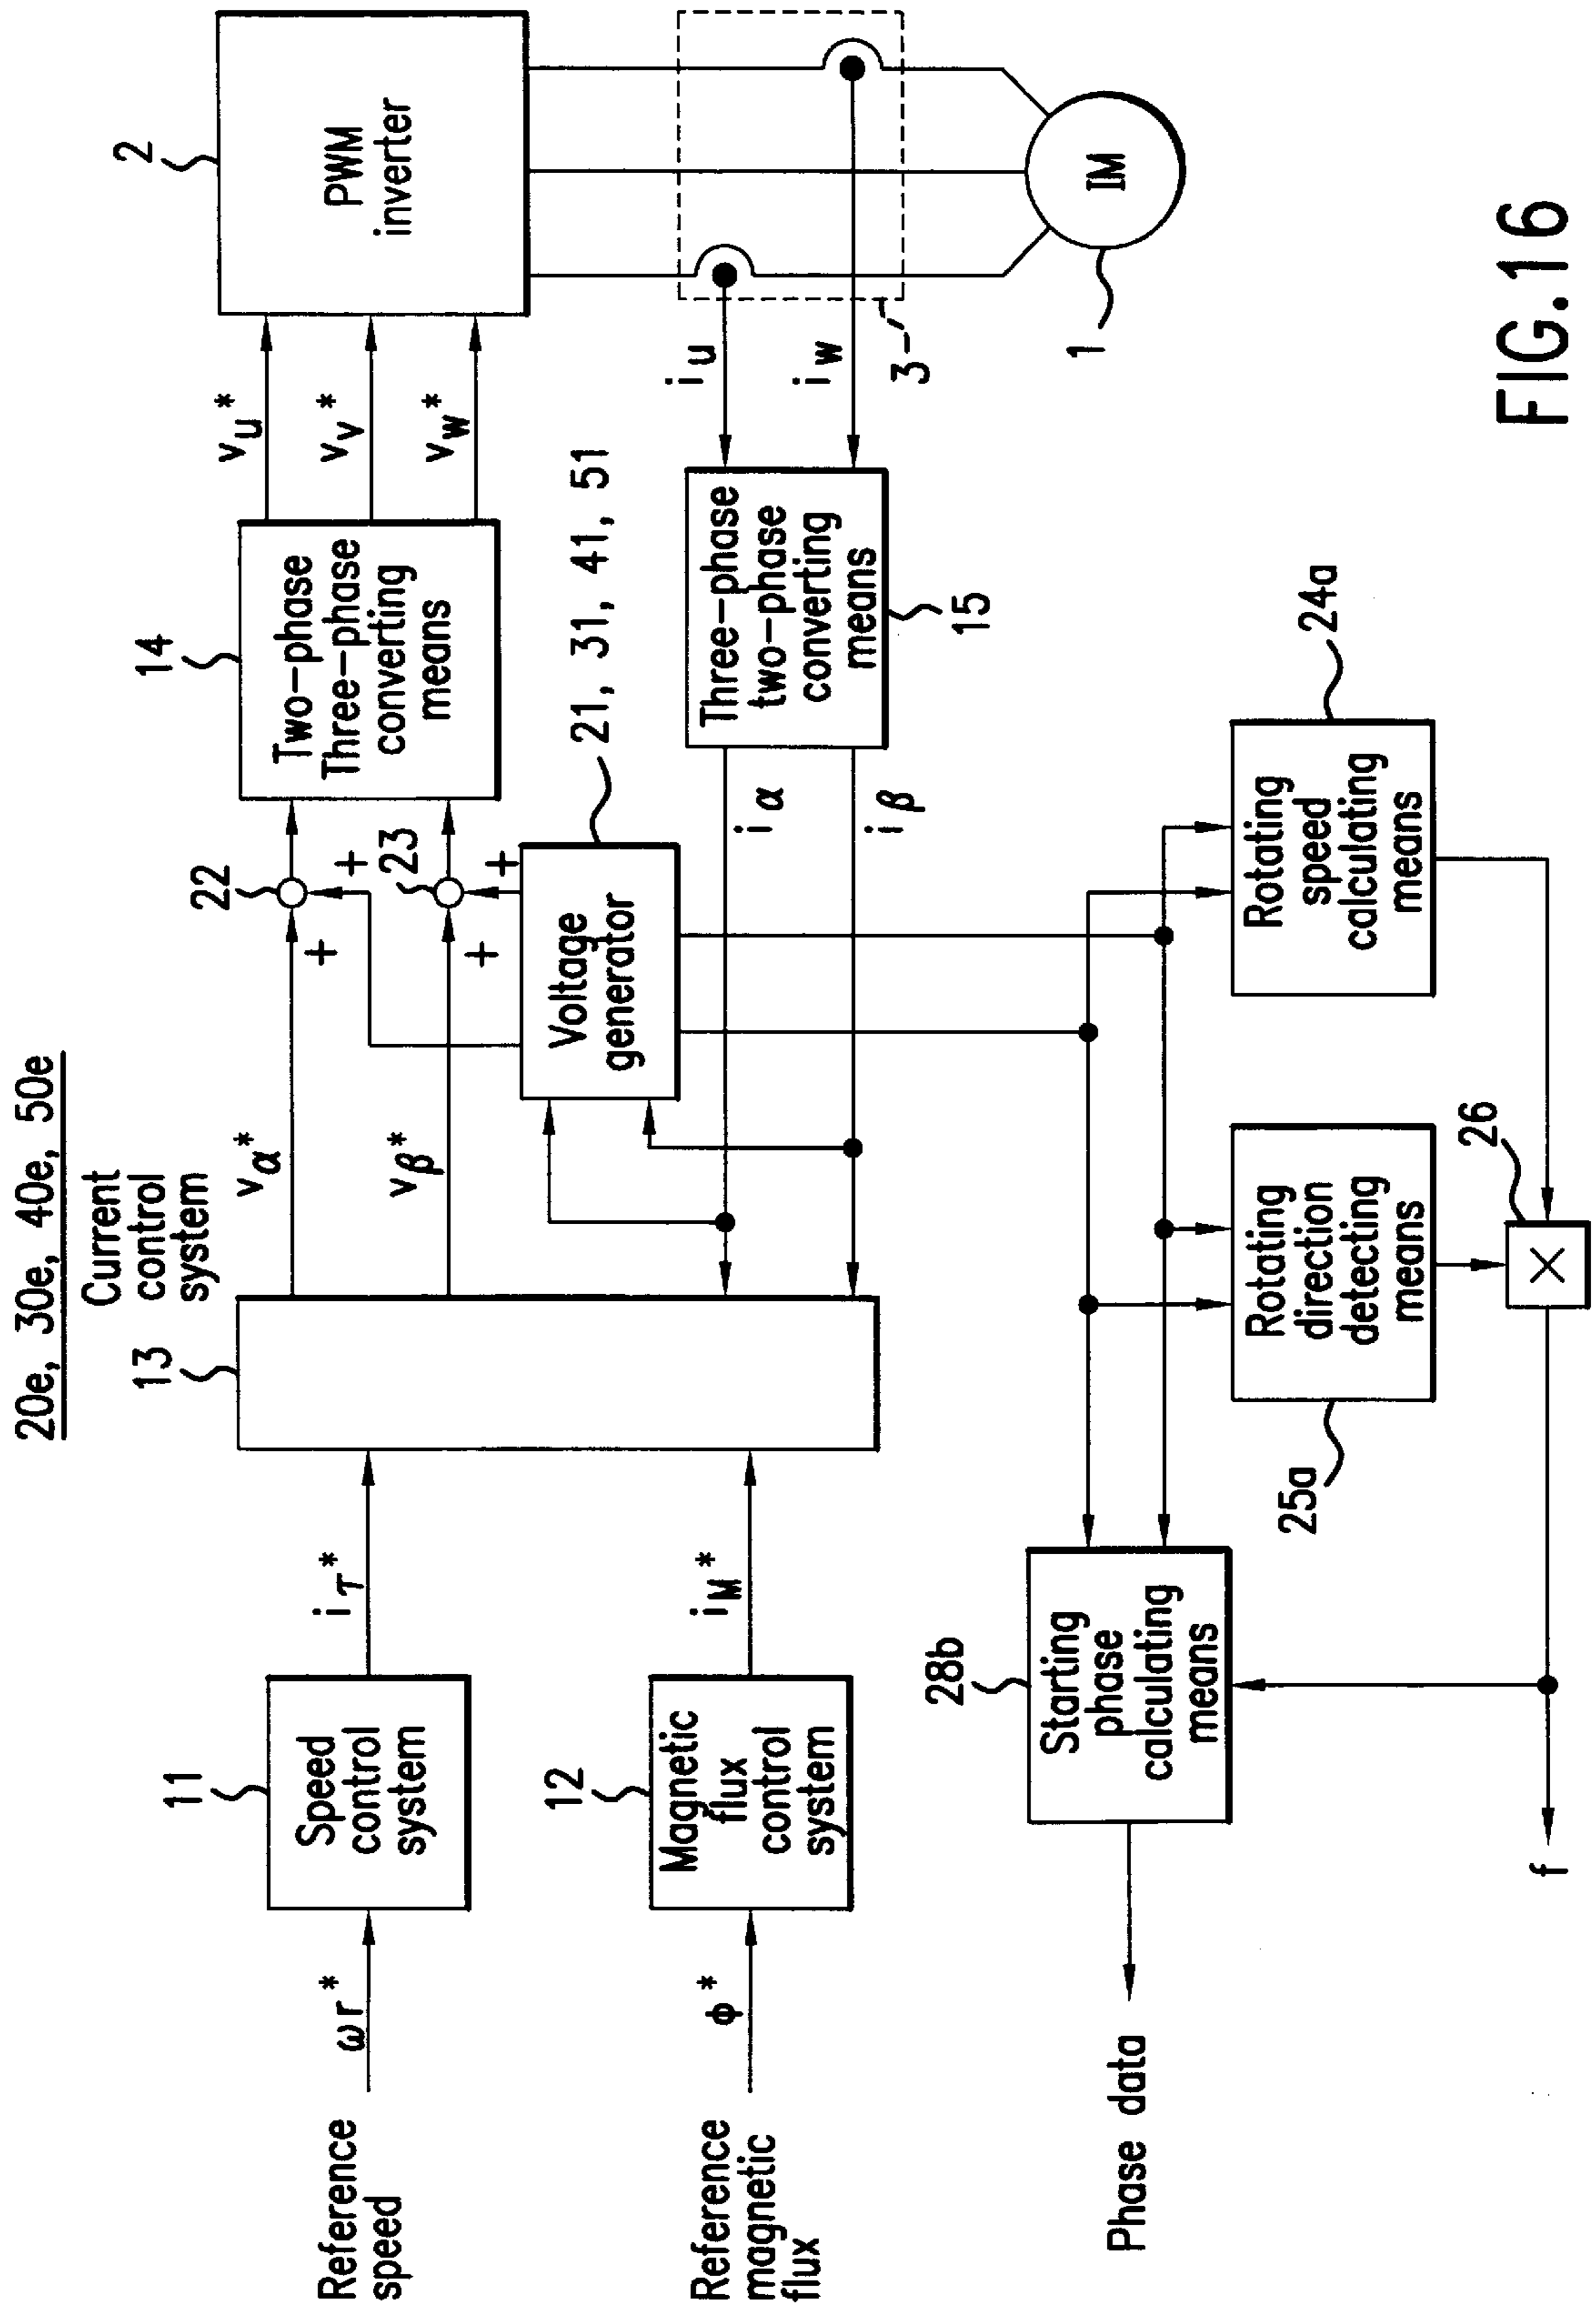 20e, 30e, 40e, 50e
Current
control
system
13
11
Speed
control
system
Reference
speed
ωr*
iτ*
12
Magnetic
flux
control
system
Reference
magnetic
flux
φ*
iM*
vα*
vβ*
22
+
+
23
+
+
14
Two-phase
Three-phase
converting
means
vu*
vv*
vw*
2
PWM
inverter
Voltage
generator
21, 31, 41, 51
iα
iβ
Three-phase
two-phase
converting
means
15
iu
iw
3
IM
1
28b
Starting
phase
calculating
means
Phase data
Rotating
direction
detecting
means
25a
Rotating
speed
calculating
means
24a
26
×
f
FIG.16